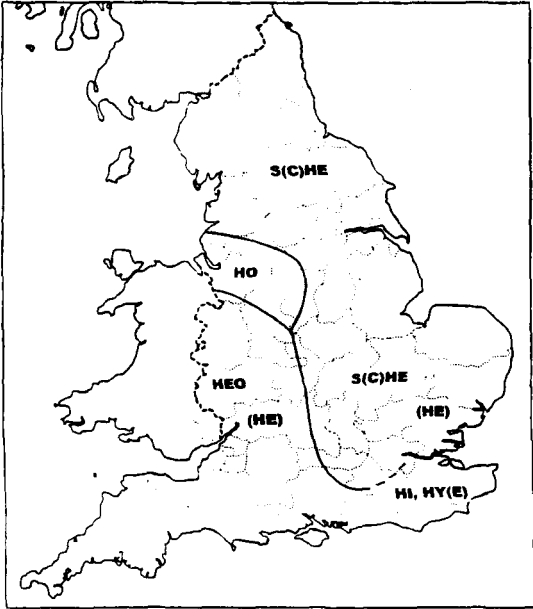 S(C)HE
HO
HEO
S(C)HE
(HE)
(HE)
HI, HY(E)